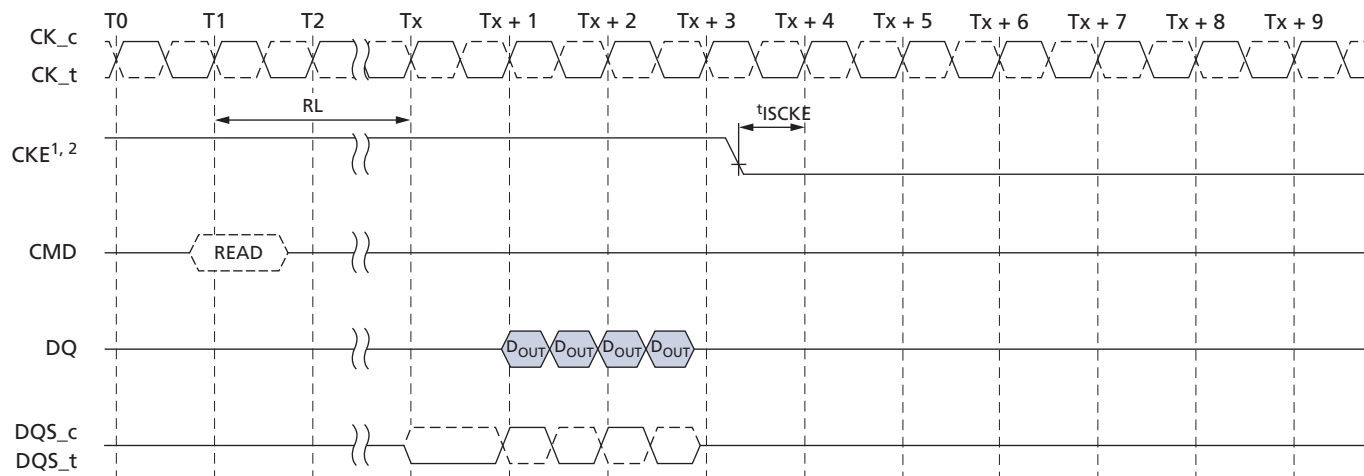 T0 T1 T2 Tx Tx + 1 Tx + 2 Tx + 3 Tx + 4 Tx + 5 Tx + 6 Tx + 7 Tx + 8 Tx + 9
CK_c
CK_t
RL
tISCKE
CKE1, 2
CMD
READ
DQ
DOUT DOUT DOUT DOUT
DQS_c
DQS_t